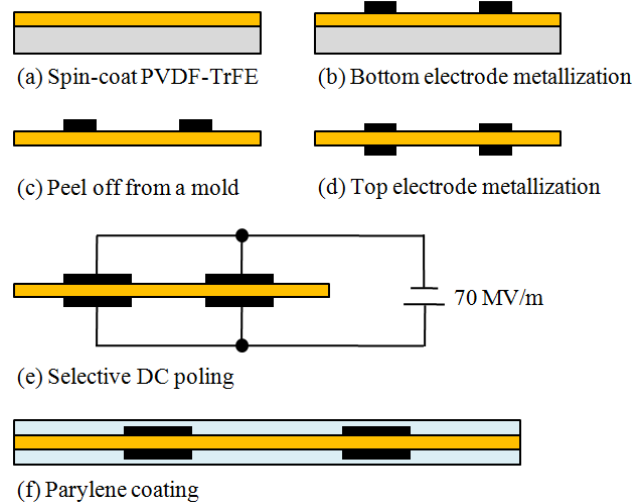 (a) Spin-coat PVDF-TrFE
(b) Bottom electrode metallization
(c) Peel off from a mold
(d) Top electrode metallization
70 MV/m
(e) Selective DC poling
(f) Parylene coating